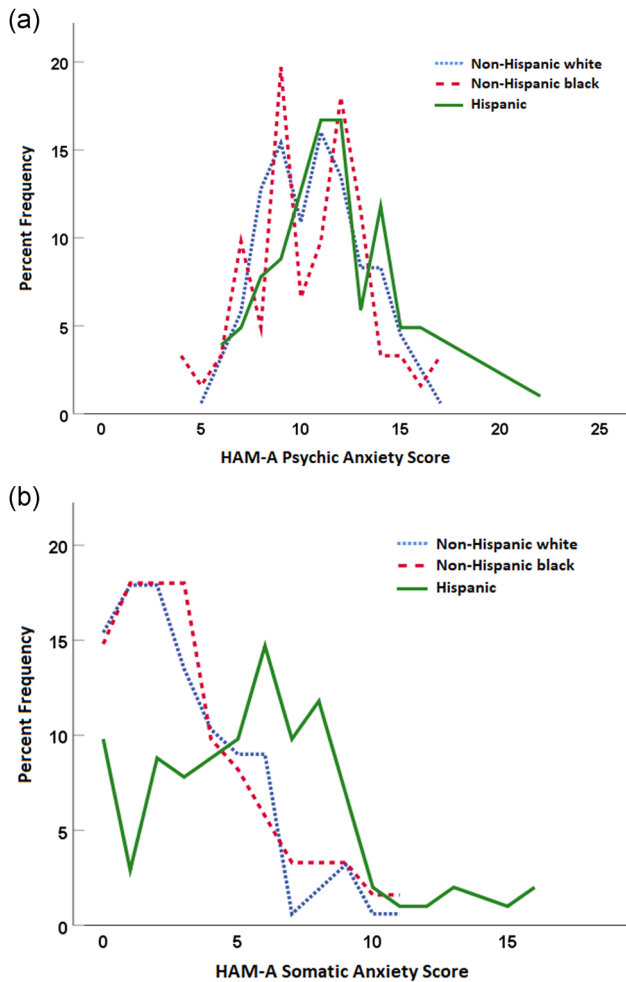 (a)
20
15
10
5
0
Percent Frequency
Non-Hispanic white
Non-Hispanic black
Hispanic
0 5 10 15 20 25
HAM-A Psychic Anxiety Score
(b)
20
15
10
5
0
Percent Frequency
Non-Hispanic white
Non-Hispanic black
Hispanic
0 5 10 15
HAM-A Somatic Anxiety Score